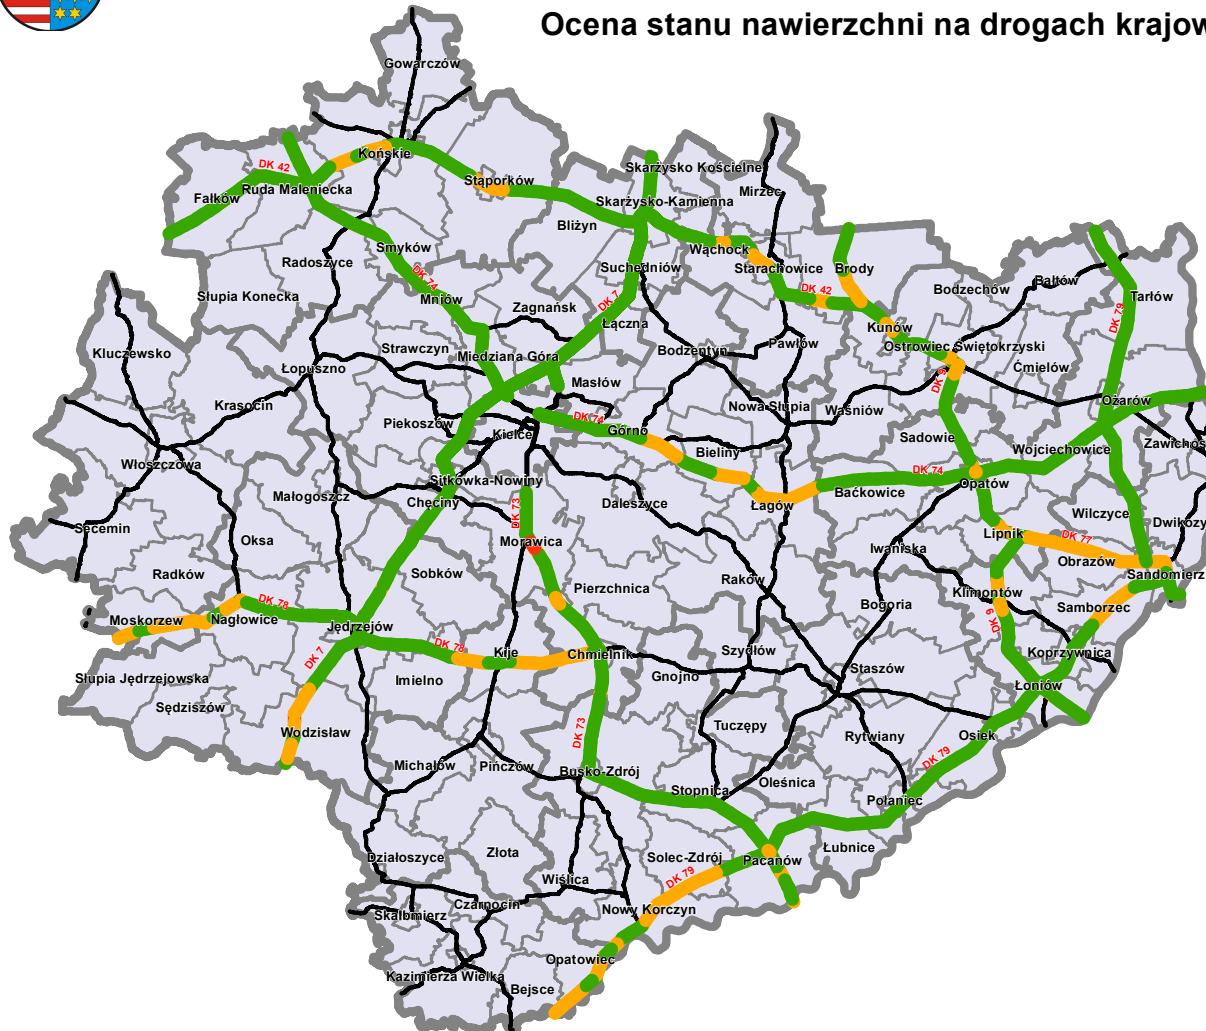 Ocena stanu nawierzchni na drogach krajow
Gowarczów
Końskie
DK 42
Ruda Maleniecka
Fałków
Stąporków
Skarżysko Kościelne
Mirzec
Skarżysko-Kamienna
Bliżyn
Smyków
Wąchock
Radoszyce
DK 74
Suchedniów
Starachowice
Brody
Bałtów
Słupia Konecka
Mniów
DK 7
DK 42
Bodzechów
Tarłów
Zagnańsk
Łączna
Kunów
DK 79
Kluczewsko
Strawczyn
Miedziana Góra
Bodzentyn
Pawłów
Ostrowiec Świętokrzyski
Łopuszno
Masłów
DK 9
Ćmielów
Krasocin
Nowa Słupia
Waśniów
Ożarów
Piekoszów
Kielce
DK 74
Górno
Sadowie
Wojciechowice
Zawichos
Włoszczowa
Bieliny
DK 74
Sitkówka-Nowiny
Opatów
Małogoszcz
Chęciny
Daleszyce
Łagów
Baćkowice
Secemin
DK 73
Wilczyce
Dwikozy
Oksa
Morawica
Iwaniska
Lipnik
DK 77
Radków
Sobków
Pierzchnica
Raków
Obrazów
Sandomierz
Klimontów
DK 78
Bogoria
Samborzec
Moskorzew
Nagłowice
Jędrzejów
DK 9
DK 78
Kije
Chmielnik
Szydłów
Koprzywnica
DK 7
Słupia Jędrzejowska
Imielno
Gnojno
Staszów
Łoniów
Sędziszów
Wodzisław
DK 73
Tuczępy
Rytwiany
Osiek
Michałów
Pińczów
Busko-Zdrój
DK 79
Stopnica
Oleśnica
Połaniec
Działoszyce
Złota
Solec-Zdrój
Pacanów
Łubnice
Wiślica
DK 79
Skalbmierz
Czarnocin
Nowy Korczyn
Opatowiec
Kazimierza Wielka
Bejsce